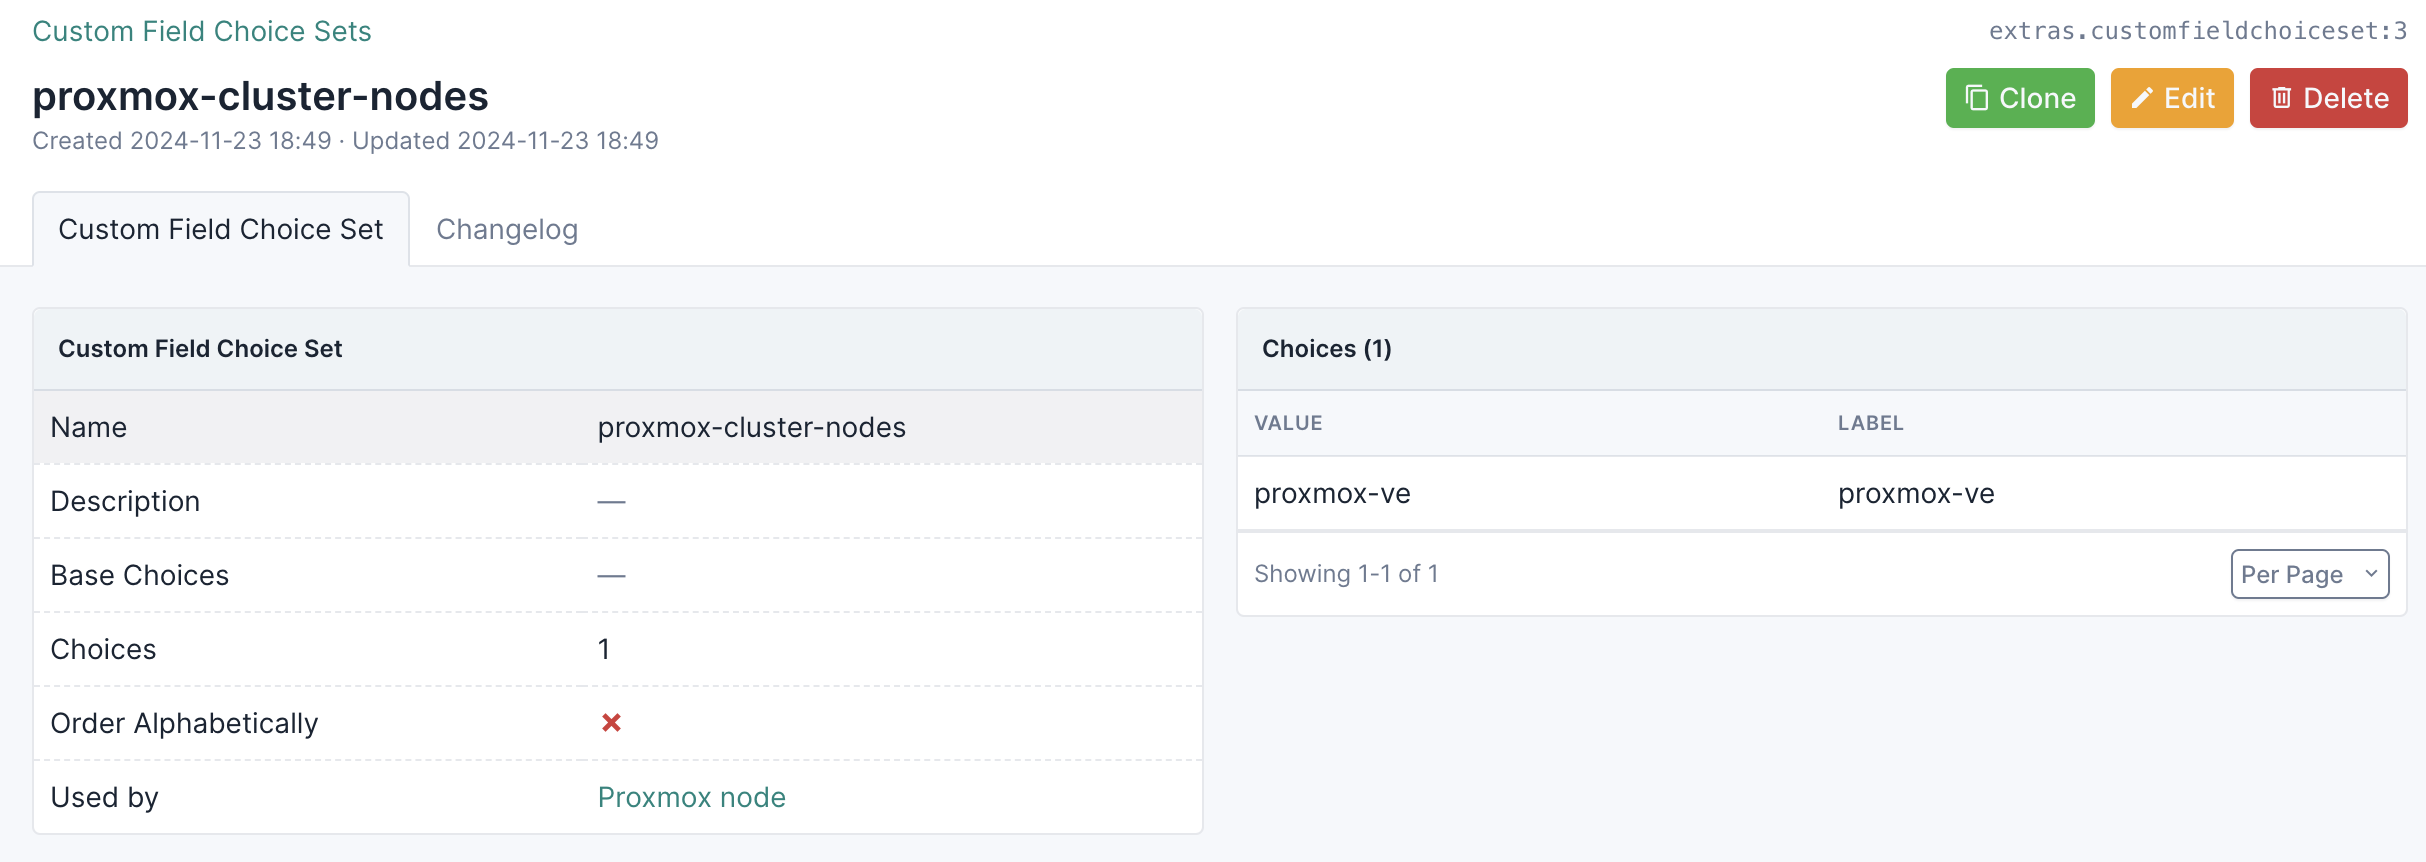 Custom Field Choice Sets
extras.customfieldchoiceset:3
proxmox-cluster-nodes
Created 2024-11-23 18:49 · Updated 2024-11-23 18:49
Clone
Edit
Delete
Custom Field Choice Set
Changelog
Custom Field Choice Set
Name proxmox-cluster-nodes
Description —
Base Choices —
Choices 1
Order Alphabetically
Used by Proxmox node
Choices (1)
VALUE LABEL
proxmox-ve proxmox-ve
Showing 1-1 of 1
Per Page